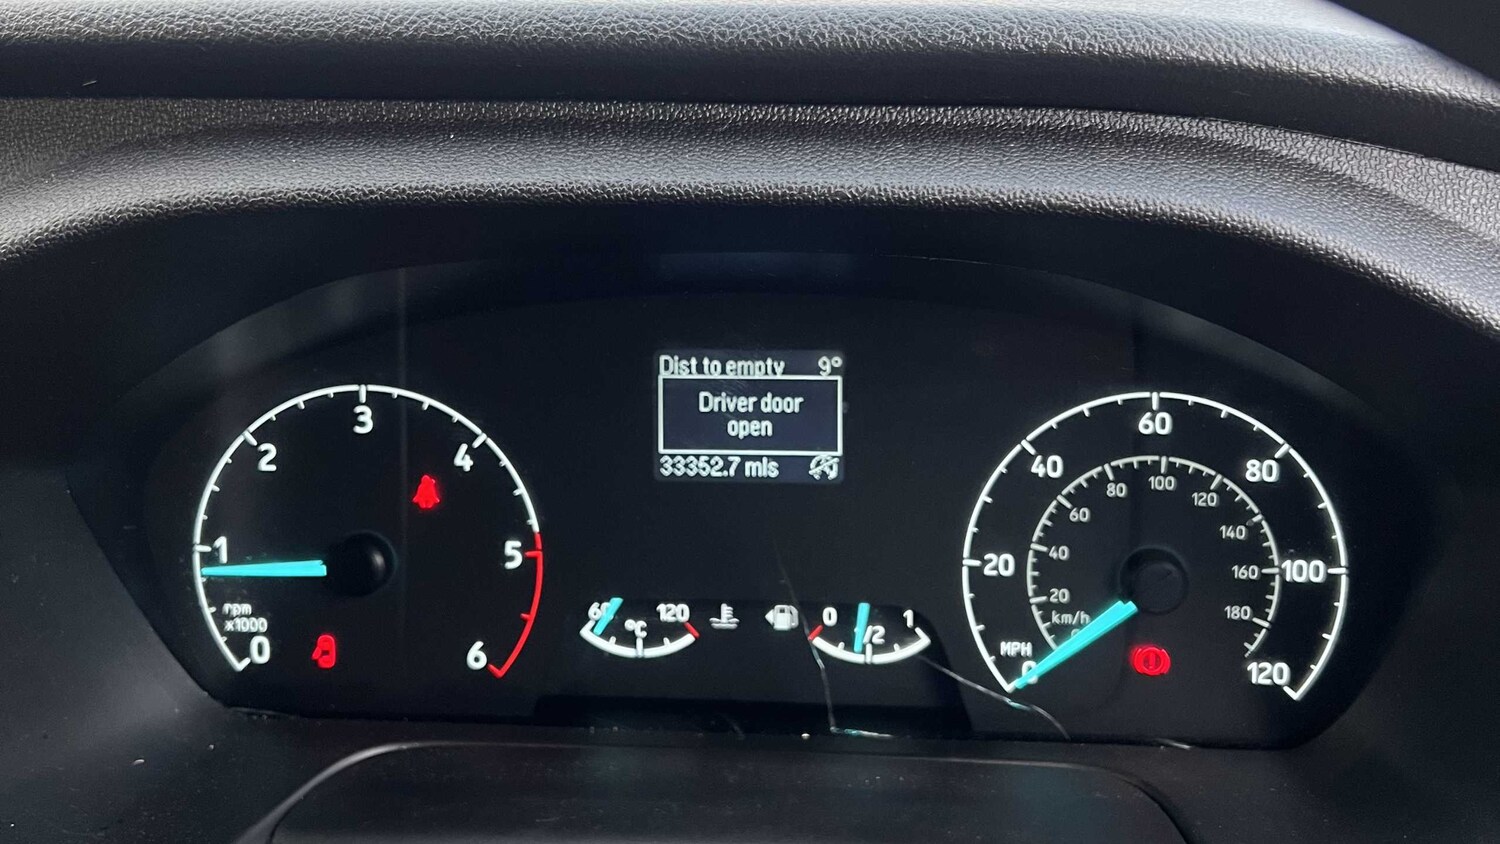 Dist to empty 9°
Driver door
open
33352.7 mls
0 1 2 3 4 5 6
rpm
x1000
60 120
°C
0 1/2 1
0 20 40 60 80 100 120
MPH
20 40 60 80 100 120 140 160 180
km/h